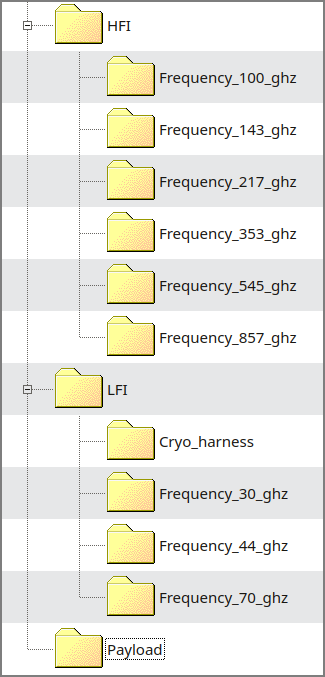 HFI
Frequency_100_ghz
Frequency_143_ghz
Frequency_217_ghz
Frequency_353_ghz
Frequency_545_ghz
Frequency_857_ghz
LFI
Cryo_harness
Frequency_30_ghz
Frequency_44_ghz
Frequency_70_ghz
Payload